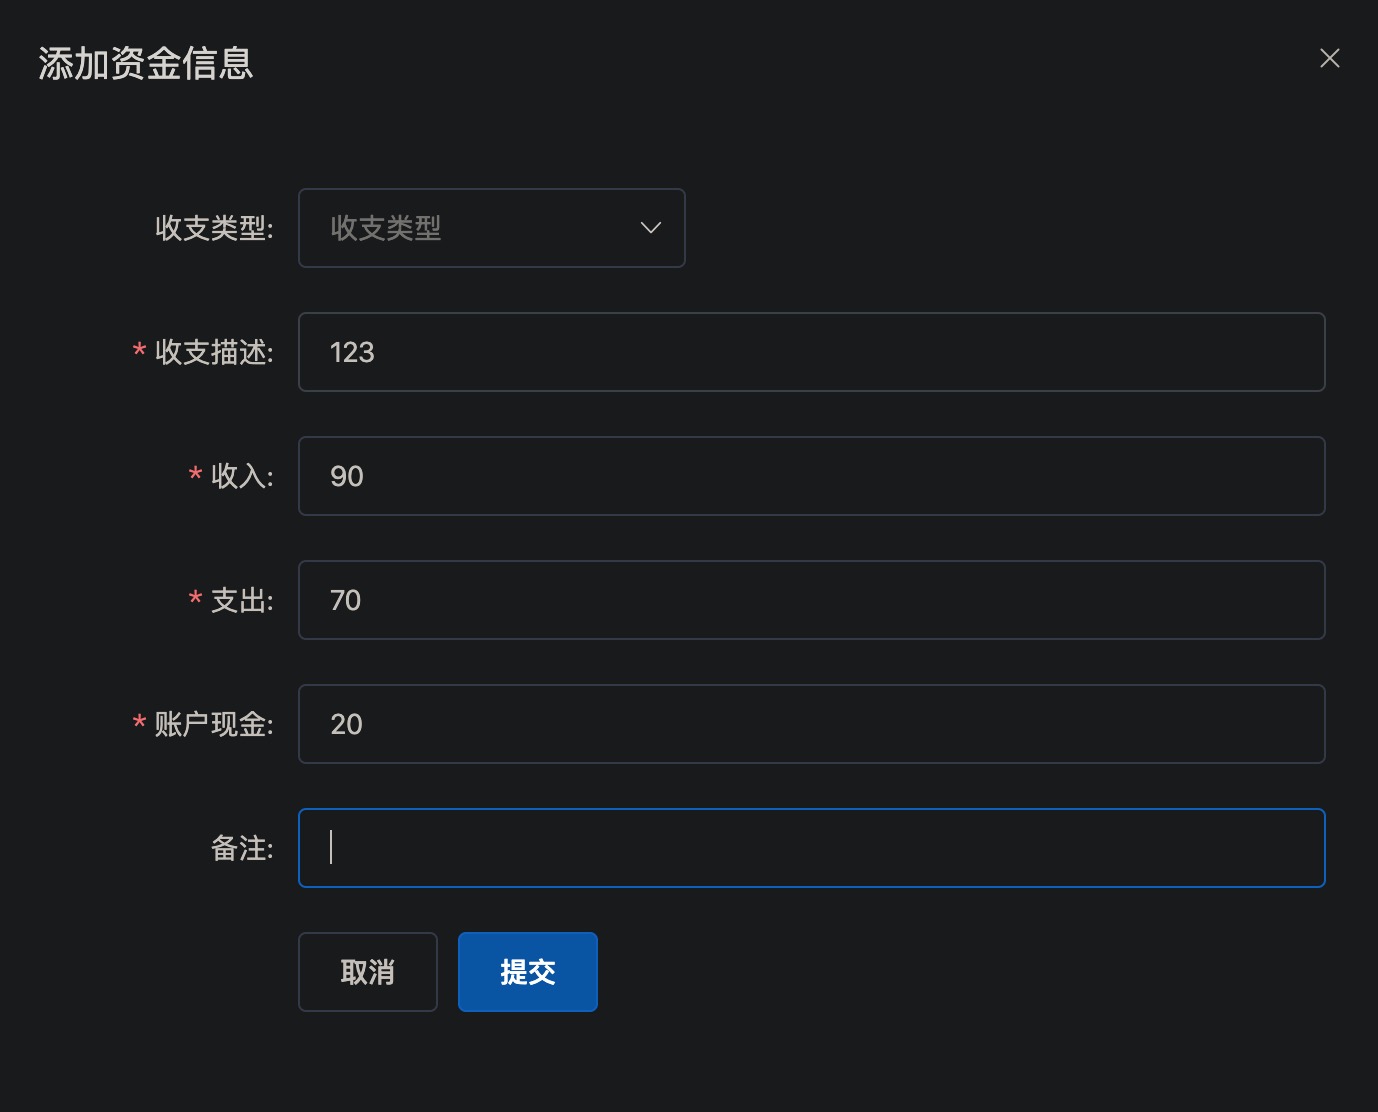 添加资金信息
收支类型: 收支类型
* 收支描述: 123
* 收入: 90
* 支出: 70
* 账户现金: 20
备注:
取消 提交